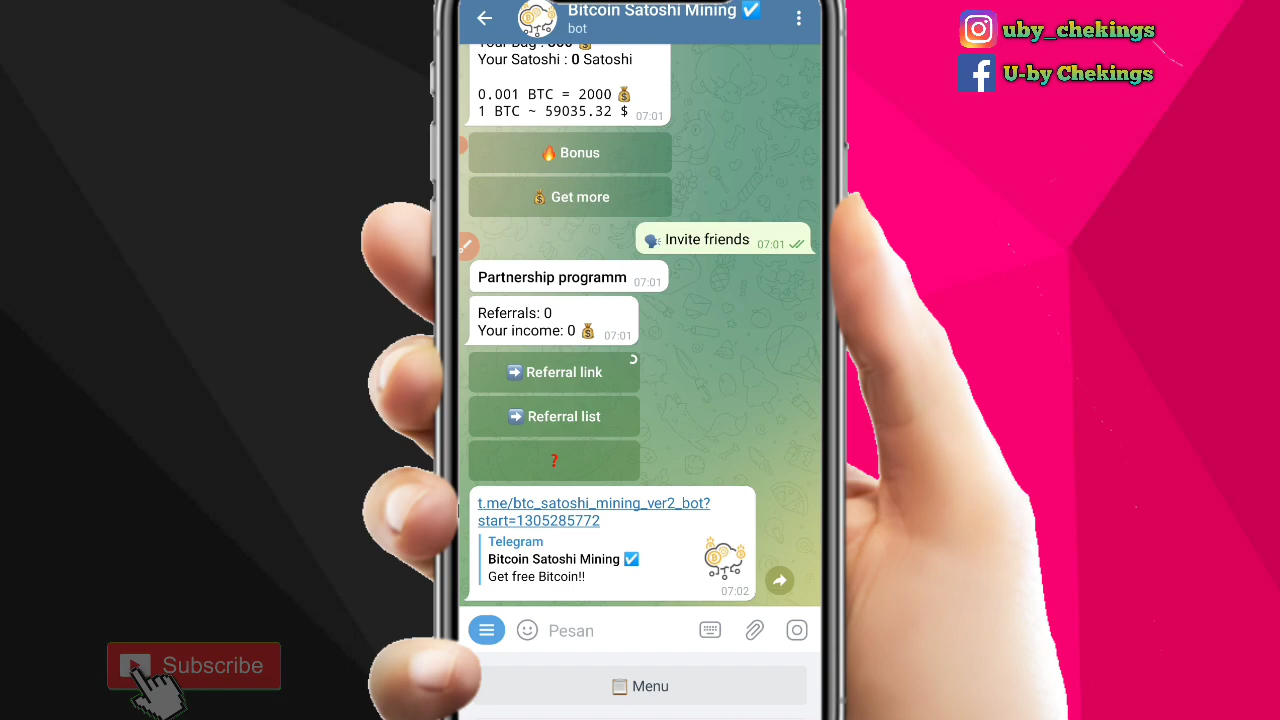 Bitcoin Satoshi Mining
bot
uby_chekings
U-by Chekings
Your Satoshi : 0 Satoshi
0.001 BTC = 2000 💰
1 BTC ~ 59035.32 $
07:01
🔥 Bonus
💰 Get more
🗣 Invite friends 07:01
Partnership programm 07:01
Referrals: 0
Your income: 0 💰 07:01
➡️ Referral link
➡️ Referral list
❓
t.me/btc_satoshi_mining_ver2_bot?
start=1305285772
Telegram
Bitcoin Satoshi Mining ☑️
Get free Bitcoin!!
07:02
Pesan
Subscribe
📋 Menu